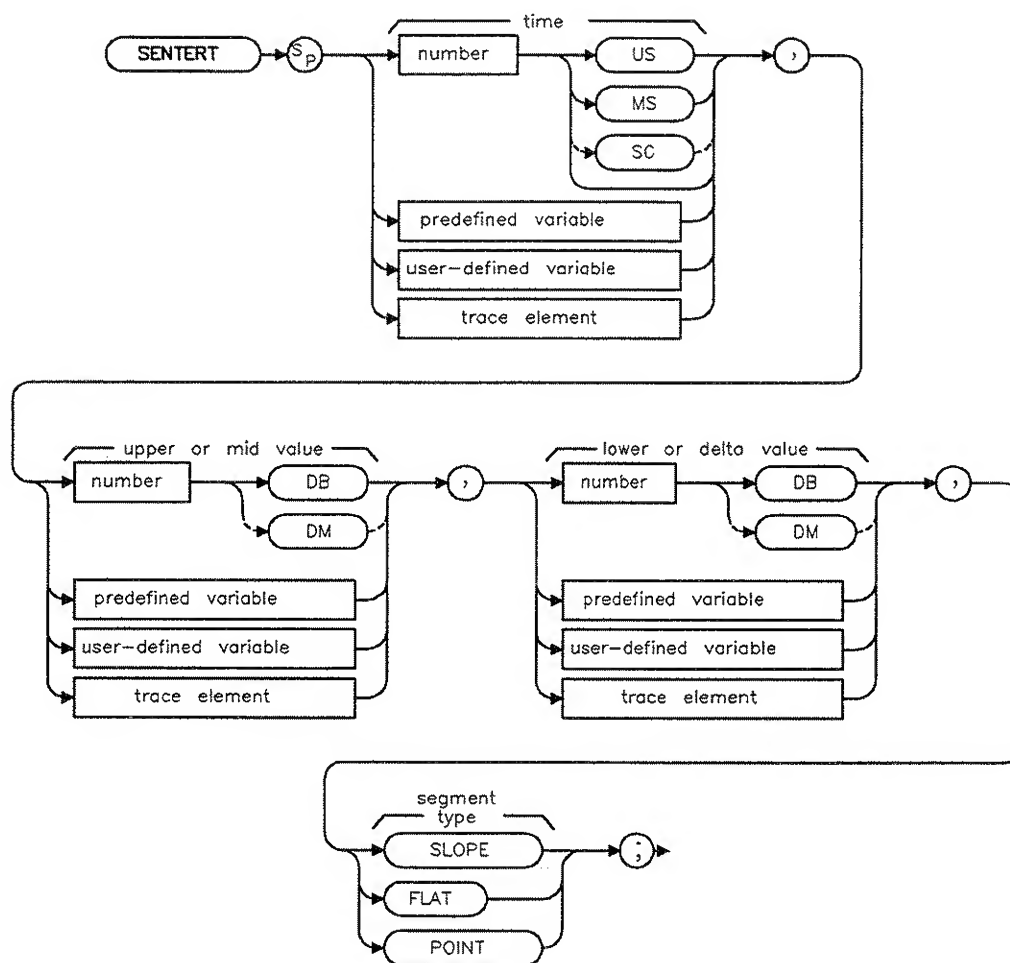 time
SENTERT SP number US ,
MS
SC
predefined variable
user-defined variable
trace element
upper or mid value lower or delta value
number DB , number DB ,
DM DM
predefined variable predefined variable
user-defined variable user-defined variable
trace element trace element
segment
type
SLOPE ;
FLAT
POINT